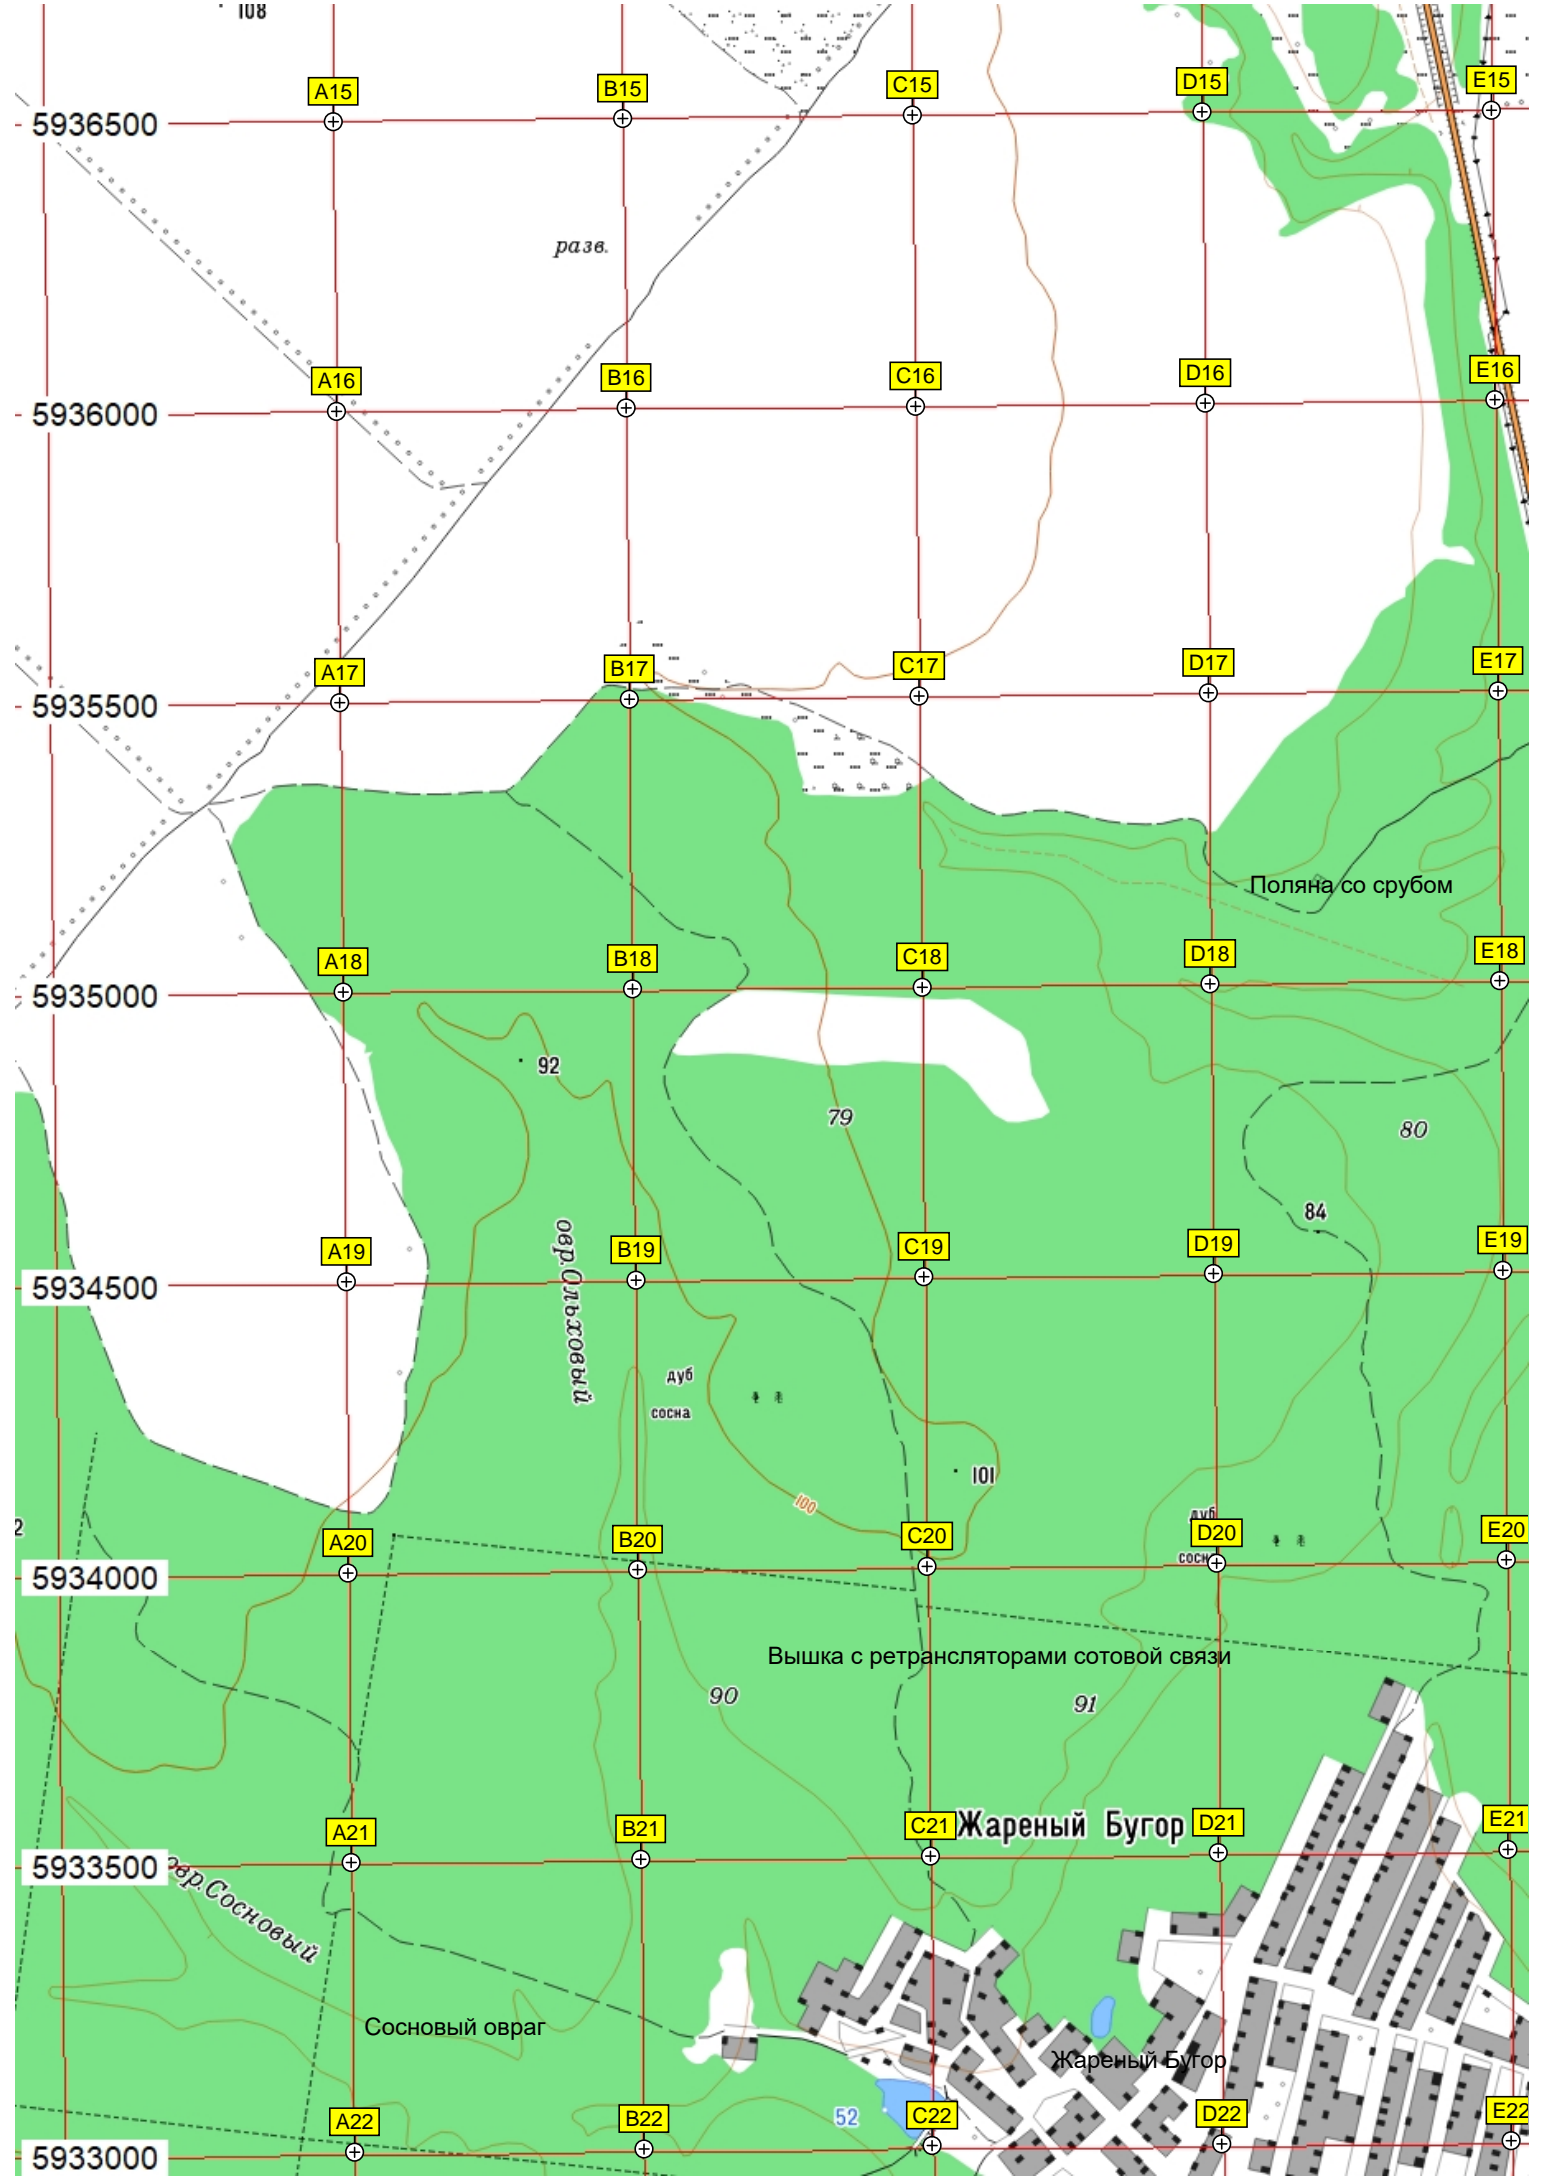 108
A15 B15 C15 D15 E15
5936500
разв.
A16 B16 C16 D16 E16
5936000
A17 B17 C17 D17 E17
5935500
Поляна со срубом
A18 B18 C18 D18 E18
5935000
92
79
80
84
A19 B19 C19 D19 E19
5934500
овр.Ольховый
дуб
сосна
101
100
2
дуб
A20 B20 C20 D20 E20
сосн
5934000
Вышка с ретрансляторами сотовой связи
90
91
A21 B21 C21 Жареный Бугор D21 E21
5933500
овр.Сосновый
Сосновый овраг
Жареный Бугор
52
A22 B22 C22 D22 E22
5933000